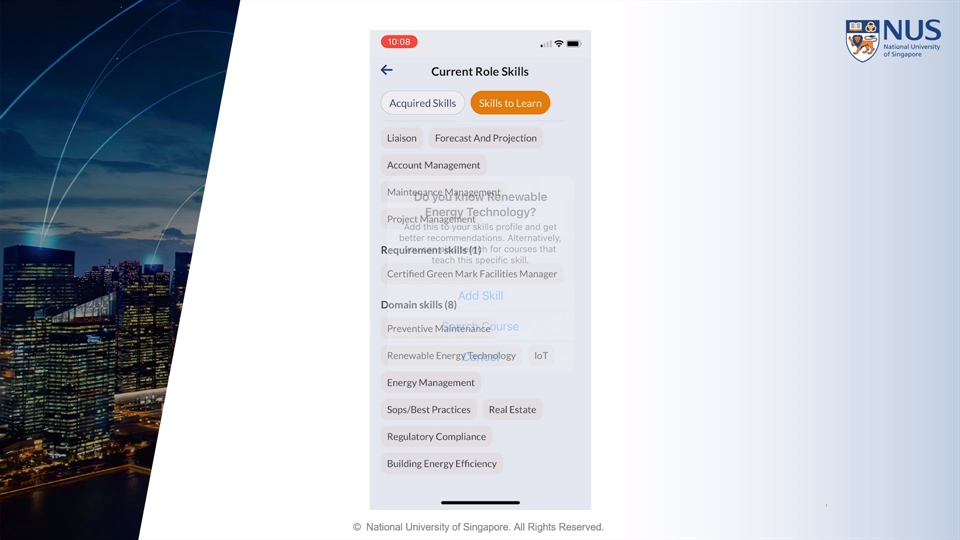 NUS
National University
of Singapore
10:08
Current Role Skills
Acquired Skills
Skills to Learn
Liaison
Forecast And Projection
Account Management
Maintenance Management
Project Management
Do you know Renewable
Energy Technology?
Add this to your skills profile and get
better recommendations. Alternatively,
for courses that
teach this specific skill.
Requirement skills (1)
Certified Green Mark Facilities Manager
Add Skill
Domain skills (8)
Preventive Maintenance
Search Course
Renewable Energy Technology
IoT
Cancel
Energy Management
Sops/Best Practices
Real Estate
Regulatory Compliance
Building Energy Efficiency
© National University of Singapore. All Rights Reserved.